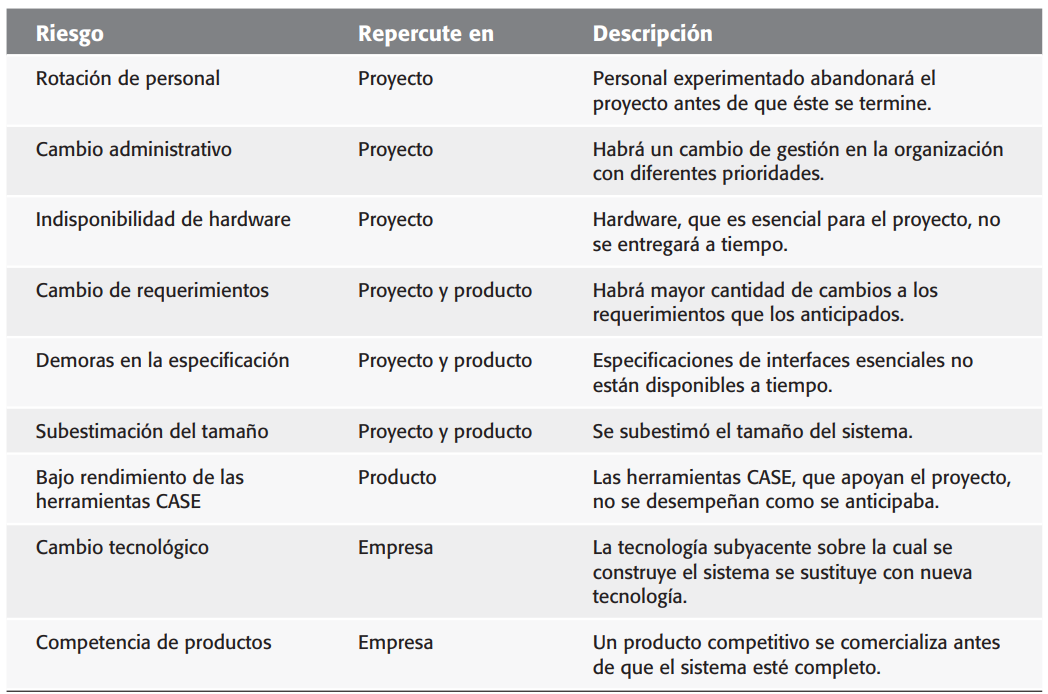 Riesgo Repercute en Descripción
Rotación de personal Proyecto Personal experimentado abandonará el
proyecto antes de que éste se termine.
Cambio administrativo Proyecto Habrá un cambio de gestión en la organización
con diferentes prioridades.
Indisponibilidad de hardware Proyecto Hardware, que es esencial para el proyecto, no
se entregará a tiempo.
Cambio de requerimientos Proyecto y producto Habrá mayor cantidad de cambios a los
requerimientos que los anticipados.
Demoras en la especificación Proyecto y producto Especificaciones de interfaces esenciales no
están disponibles a tiempo.
Subestimación del tamaño Proyecto y producto Se subestimó el tamaño del sistema.
Bajo rendimiento de las Producto Las herramientas CASE, que apoyan el proyecto,
herramientas CASE no se desempeñan como se anticipaba.
Cambio tecnológico Empresa La tecnología subyacente sobre la cual se
construye el sistema se sustituye con nueva
tecnología.
Competencia de productos Empresa Un producto competitivo se comercializa antes
de que el sistema esté completo.